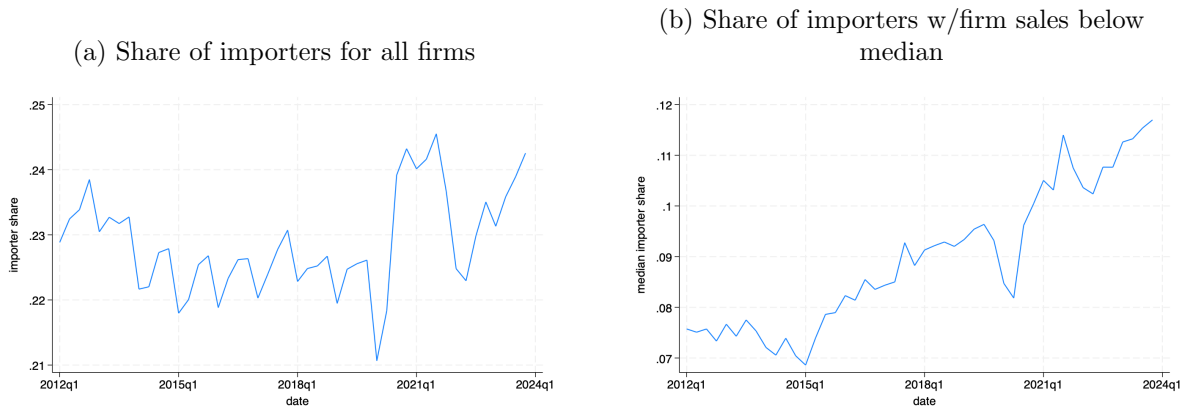 (a) Share of importers for all firms
.25
.24
.23
.22
.21
importer share
2012q1 2015q1 2018q1 2021q1 2024q1
date
(b) Share of importers w/firm sales below
median
.12
.11
.1
.09
.08
.07
median importer share
2012q1 2015q1 2018q1 2021q1 2024q1
date